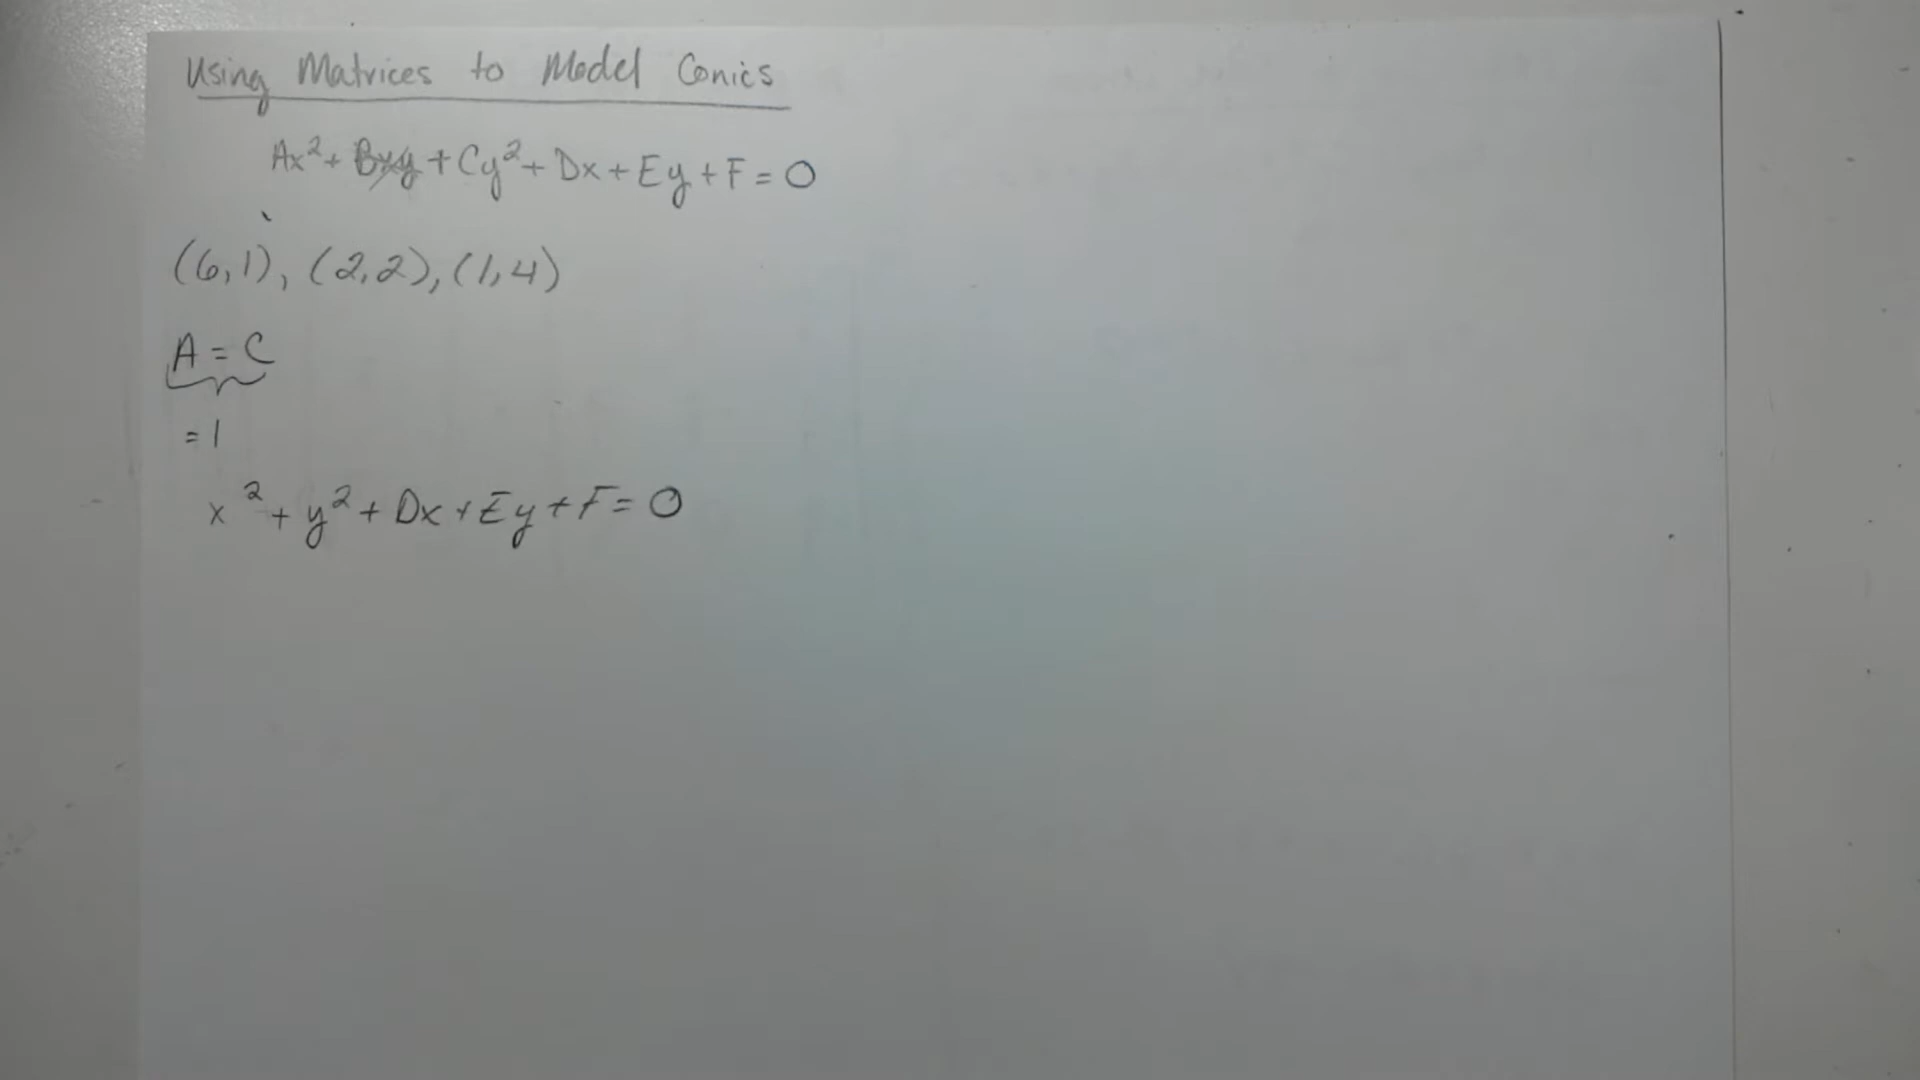 Using Matrices to Model Conics
Ax² + Bxy + Cy² + Dx + Ey + F = 0
(6,1), (2,2), (1,4)
A = C
= 1
x² + y² + Dx + Ey + F = 0